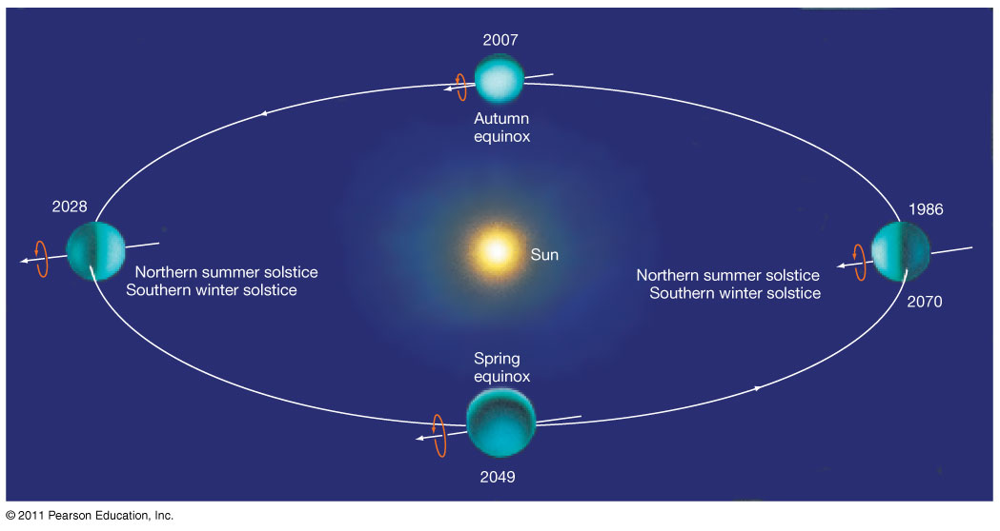 2007
Autumn
equinox
2028
1986
Sun
Northern summer solstice
Southern winter solstice
Northern summer solstice
Southern winter solstice
2070
Spring
equinox
2049
© 2011 Pearson Education, Inc.